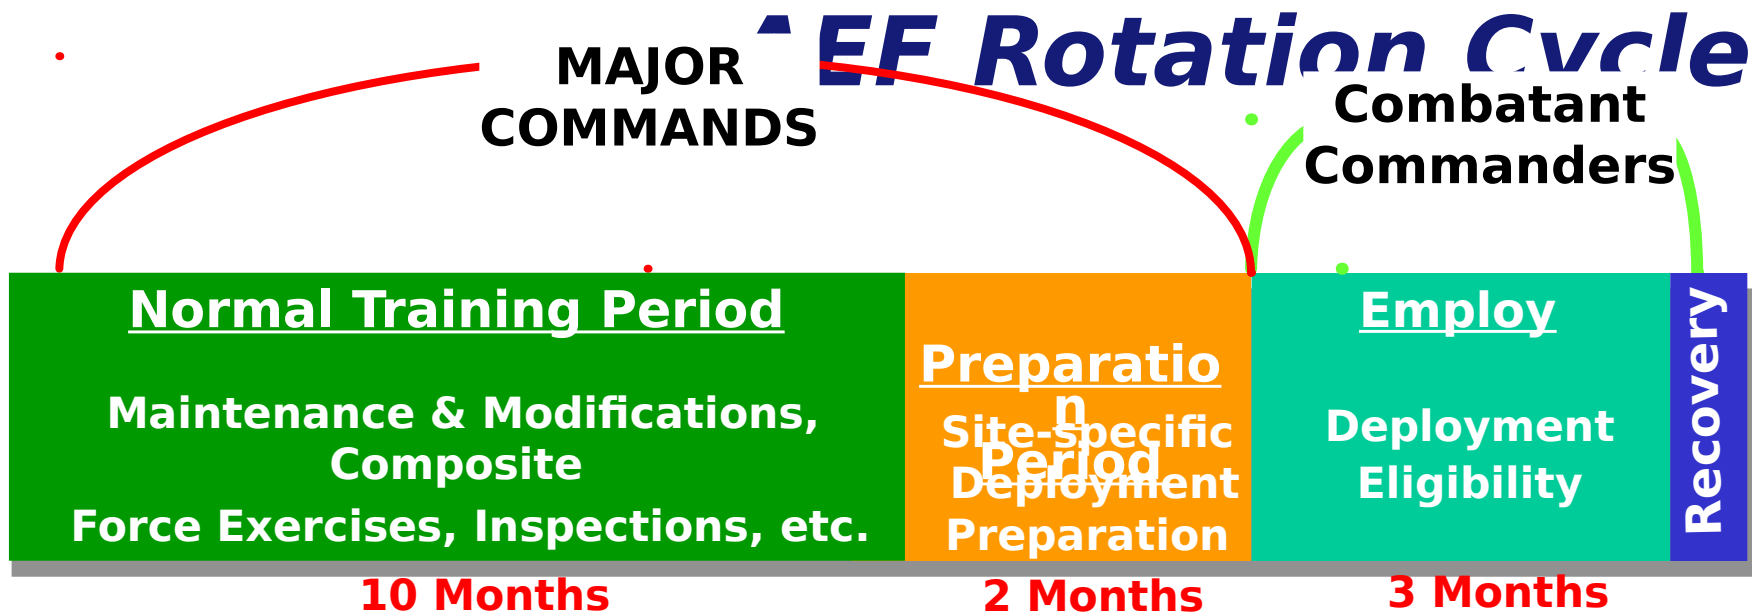 AEF Rotation Cycle
MAJOR
COMMANDS
Combatant
Commanders
Normal Training Period
Maintenance & Modifications,
Composite
Force Exercises, Inspections, etc.
Preparatio
n
Period
Site-specific
Deployment
Preparation
Employ
Deployment
Eligibility
Recovery
10 Months
2 Months
3 Months